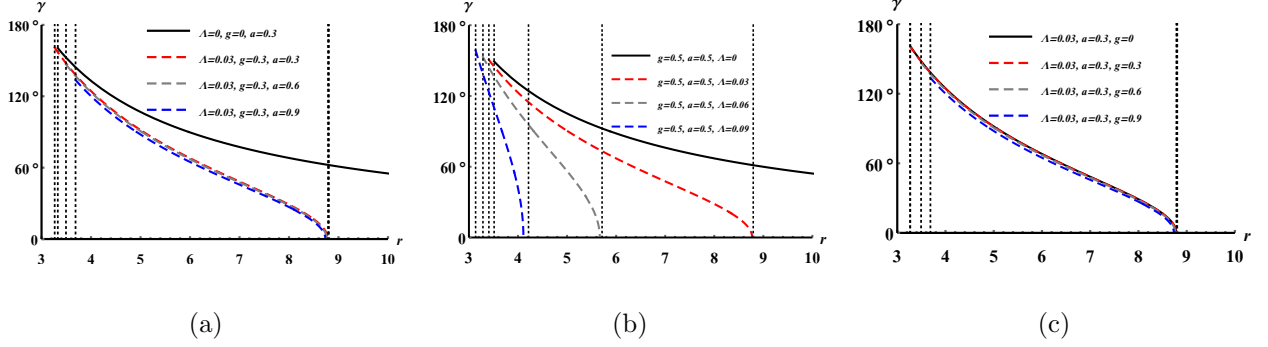 γ
180°
120°
60°
0
3 4 5 6 7 8 9 10
r
Λ=0, g=0, a=0.3
Λ=0.03, g=0.3, a=0.3
Λ=0.03, g=0.3, a=0.6
Λ=0.03, g=0.3, a=0.9
(a)
γ
180°
120°
60°
0
3 4 5 6 7 8 9 10
r
g=0.5, a=0.5, Λ=0
g=0.5, a=0.5, Λ=0.03
g=0.5, a=0.5, Λ=0.06
g=0.5, a=0.5, Λ=0.09
(b)
γ
180°
120°
60°
0
3 4 5 6 7 8 9 10
r
Λ=0.03, a=0.3, g=0
Λ=0.03, a=0.3, g=0.3
Λ=0.03, a=0.3, g=0.6
Λ=0.03, a=0.3, g=0.9
(c)